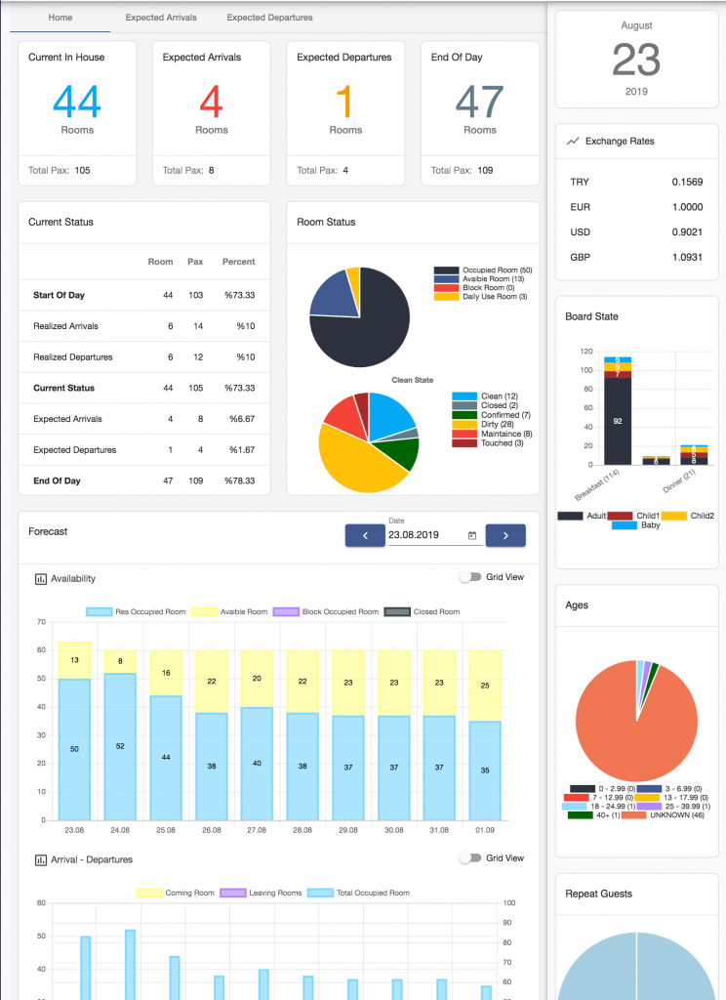 Home Expected Arrivals Expected Departures
Current In House
44
Rooms
Total Pax: 105
Expected Arrivals
4
Rooms
Total Pax: 8
Expected Departures
1
Rooms
Total Pax: 4
End Of Day
47
Rooms
Total Pax: 109
August
23
2019
Exchange Rates
TRY 0.1569
EUR 1.0000
USD 0.9021
GBP 1.0931
Current Status
Room Pax Percent
Start Of Day 44 103 %73.33
Realized Arrivals 6 14 %10
Realized Departures 6 12 %10
Current Status 44 105 %73.33
Expected Arrivals 4 8 %6.67
Expected Departures 1 4 %1.67
End Of Day 47 109 %78.33
Room Status
Occupied Room (50)
Avaible Room (13)
Block Room (0)
Daily Use Room (3)
Clean State
Clean (12)
Closed (2)
Confirmed (7)
Dirty (28)
Maintaince (8)
Touched (3)
Board State
120
100
80
60
40
20
0
92
7
8
Breakfast (114)
Dinner (21)
Adult Child1 Child2
Baby
Forecast
Date
23.08.2019
Availability
Grid View
Res Occupied Room Avaible Room Block Occupied Room Closed Room
70
60
50
40
30
20
10
0
13 8 16 22 20 22 23 23 23 25
50 52 44 38 40 38 37 37 37 35
23.08 24.08 25.08 26.08 27.08 28.08 29.08 30.08 31.08 01.09
Ages
0 - 2.99 (0) 3 - 6.99 (0)
7 - 12.99 (0) 13 - 17.99 (0)
18 - 24.99 (1) 25 - 39.99 (1)
40+ (1) UNKNOWN (46)
Arrival - Departures
Grid View
Coming Room Leaving Rooms Total Occupied Room
60
50
40
100
90
80
70
60
Repeat Guests